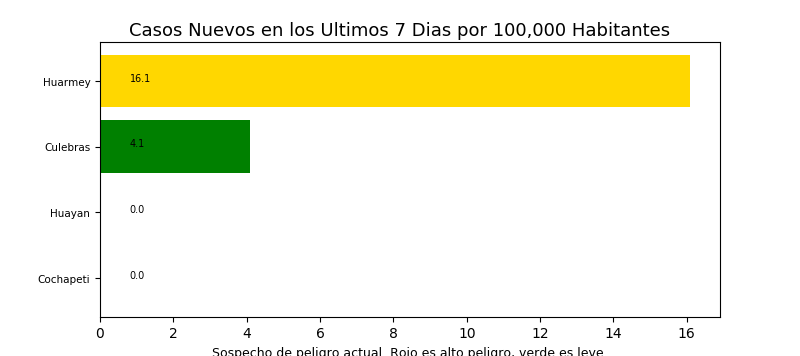 Casos Nuevos en los Ultimos 7 Dias por 100,000 Habitantes
Huarmey 16.1
Culebras 4.1
Huayan 0.0
Cochapeti 0.0
0 2 4 6 8 10 12 14 16
Sospecho de peligro actual. Rojo es alto peligro, verde es leve